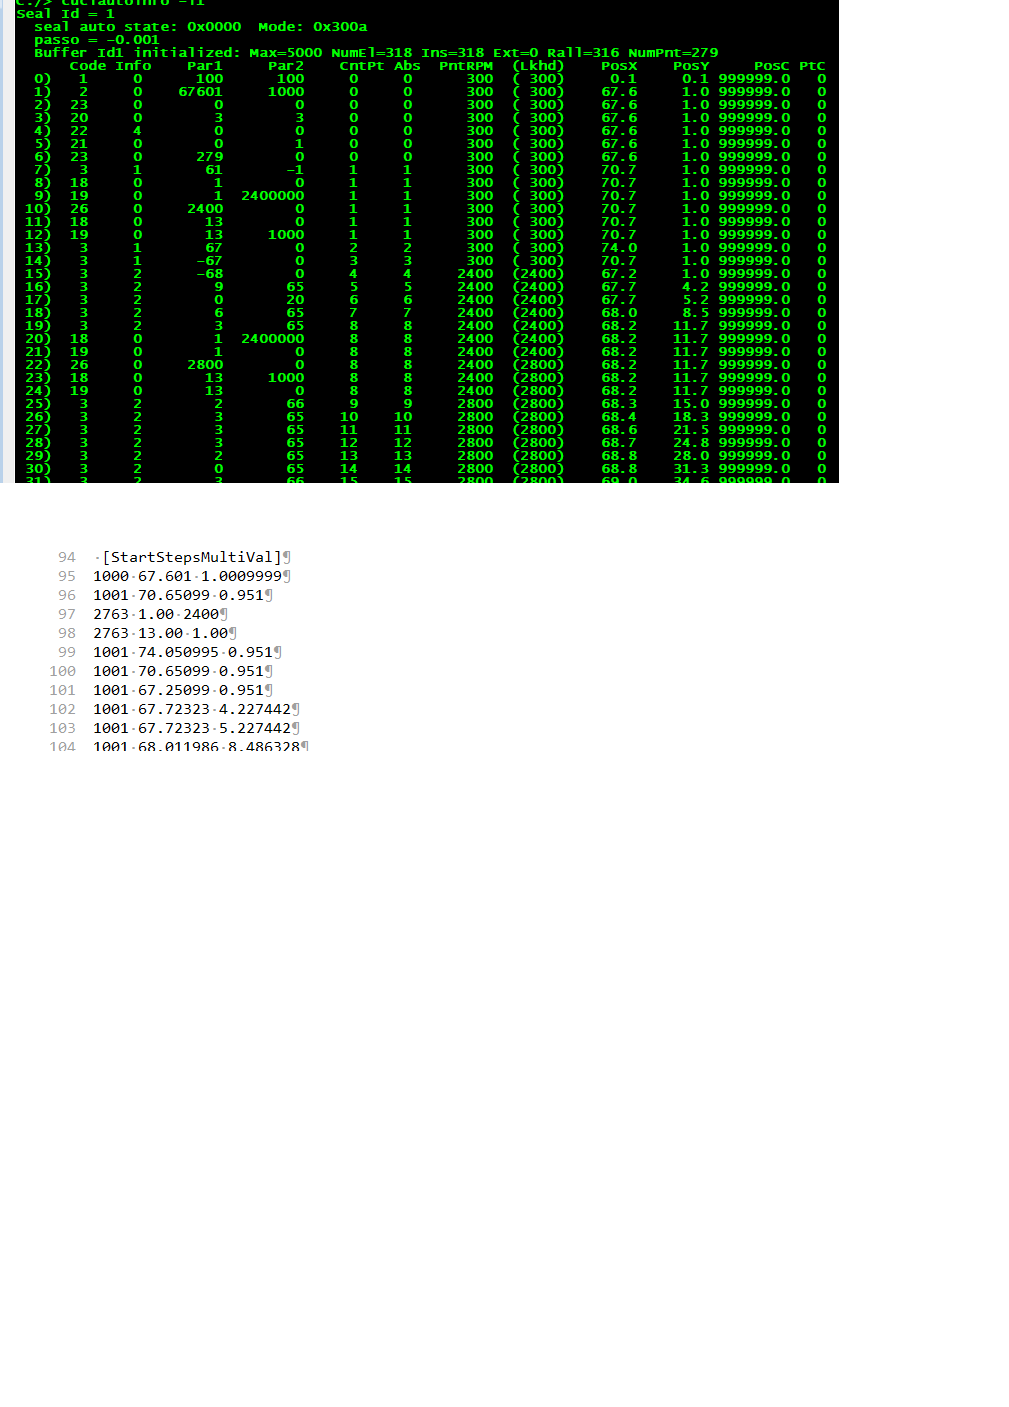 C:/> CuciautoInfo -i1
Seal Id = 1
seal auto state: 0x0000 Mode: 0x300a
passo = -0.001
Buffer Id1 initialized: Max=5000 NumEl=318 Ins=318 Ext=0 Rall=316 NumPnt=279
Code Info Par1 Par2 CntPt Abs PntRPM (Lkhd) PosX PosY PosC PtC
0) 1 0 100 100 0 0 300 ( 300) 0.1 0.1 999999.0 0
1) 2 0 67601 1000 0 0 300 ( 300) 67.6 1.0 999999.0 0
2) 23 0 0 0 0 0 300 ( 300) 67.6 1.0 999999.0 0
3) 20 0 3 3 0 0 300 ( 300) 67.6 1.0 999999.0 0
4) 22 4 0 0 0 0 300 ( 300) 67.6 1.0 999999.0 0
5) 21 0 0 1 0 0 300 ( 300) 67.6 1.0 999999.0 0
6) 23 0 279 0 0 0 300 ( 300) 67.6 1.0 999999.0 0
7) 3 1 61 -1 1 1 300 ( 300) 70.7 1.0 999999.0 0
8) 18 0 1 0 1 1 300 ( 300) 70.7 1.0 999999.0 0
9) 19 0 1 2400000 1 1 300 ( 300) 70.7 1.0 999999.0 0
10) 26 0 2400 0 1 1 300 ( 300) 70.7 1.0 999999.0 0
11) 18 0 13 0 1 1 300 ( 300) 70.7 1.0 999999.0 0
12) 19 0 13 1000 1 1 300 ( 300) 70.7 1.0 999999.0 0
13) 3 1 67 0 2 2 300 ( 300) 74.0 1.0 999999.0 0
14) 3 1 -67 0 3 3 300 ( 300) 70.7 1.0 999999.0 0
15) 3 2 -68 0 4 4 2400 (2400) 67.2 1.0 999999.0 0
16) 3 2 9 65 5 5 2400 (2400) 67.7 4.2 999999.0 0
17) 3 2 0 20 6 6 2400 (2400) 67.7 5.2 999999.0 0
18) 3 2 6 65 7 7 2400 (2400) 68.0 8.5 999999.0 0
19) 3 2 3 65 8 8 2400 (2400) 68.2 11.7 999999.0 0
20) 18 0 1 2400000 8 8 2400 (2400) 68.2 11.7 999999.0 0
21) 19 0 1 0 8 8 2400 (2400) 68.2 11.7 999999.0 0
22) 26 0 2800 0 8 8 2400 (2800) 68.2 11.7 999999.0 0
23) 18 0 13 1000 8 8 2400 (2800) 68.2 11.7 999999.0 0
24) 19 0 13 0 8 8 2400 (2800) 68.2 11.7 999999.0 0
25) 3 2 2 66 9 9 2800 (2800) 68.3 15.0 999999.0 0
26) 3 2 3 65 10 10 2800 (2800) 68.4 18.3 999999.0 0
27) 3 2 3 65 11 11 2800 (2800) 68.6 21.5 999999.0 0
28) 3 2 3 65 12 12 2800 (2800) 68.7 24.8 999999.0 0
29) 3 2 2 65 13 13 2800 (2800) 68.8 28.0 999999.0 0
30) 3 2 0 65 14 14 2800 (2800) 68.8 31.3 999999.0 0
31) 3 2 3 66 15 15 2800 (2800) 69.0 34.6 999999.0 0
94 ·[StartStepsMultiVal]¶
95 1000·67.601·1.0009999¶
96 1001·70.65099·0.951¶
97 2763·1.00·2400¶
98 2763·13.00·1.00¶
99 1001·74.050995·0.951¶
100 1001·70.65099·0.951¶
101 1001·67.25099·0.951¶
102 1001·67.72323·4.227442¶
103 1001·67.72323·5.227442¶
104 1001·68.011986·8.486328¶